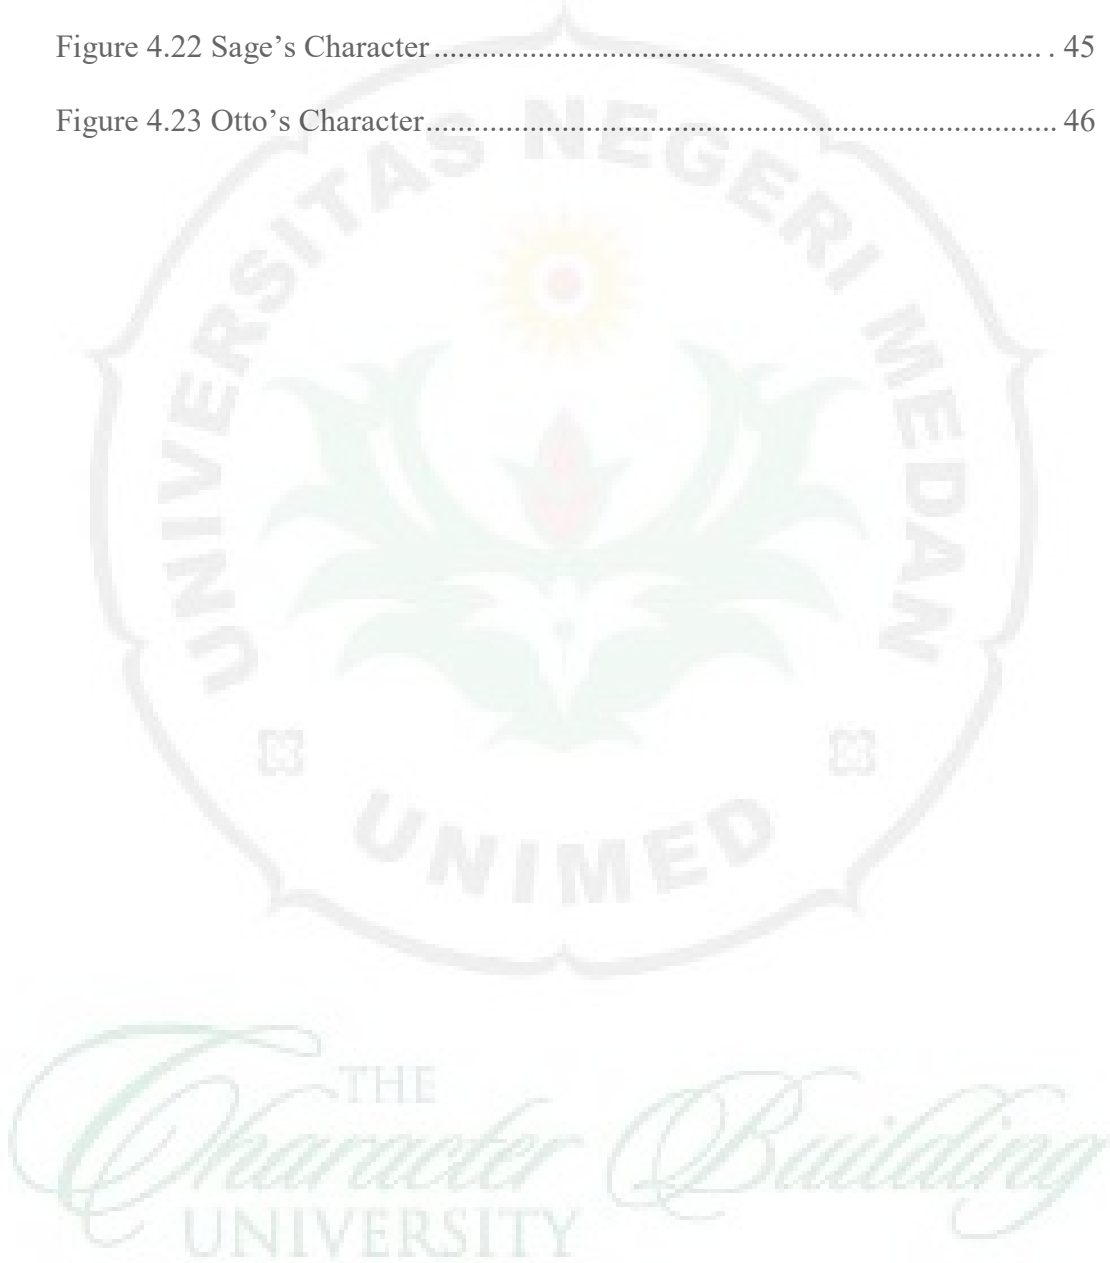 Figure 4.22 Sage’s Character............................................................................ . 45
Figure 4.23 Otto’s Character.............................................................................. 46
UNIVERSITAS NEGERI MEDAN
UNIMED
THE
Character Building
UNIVERSITY